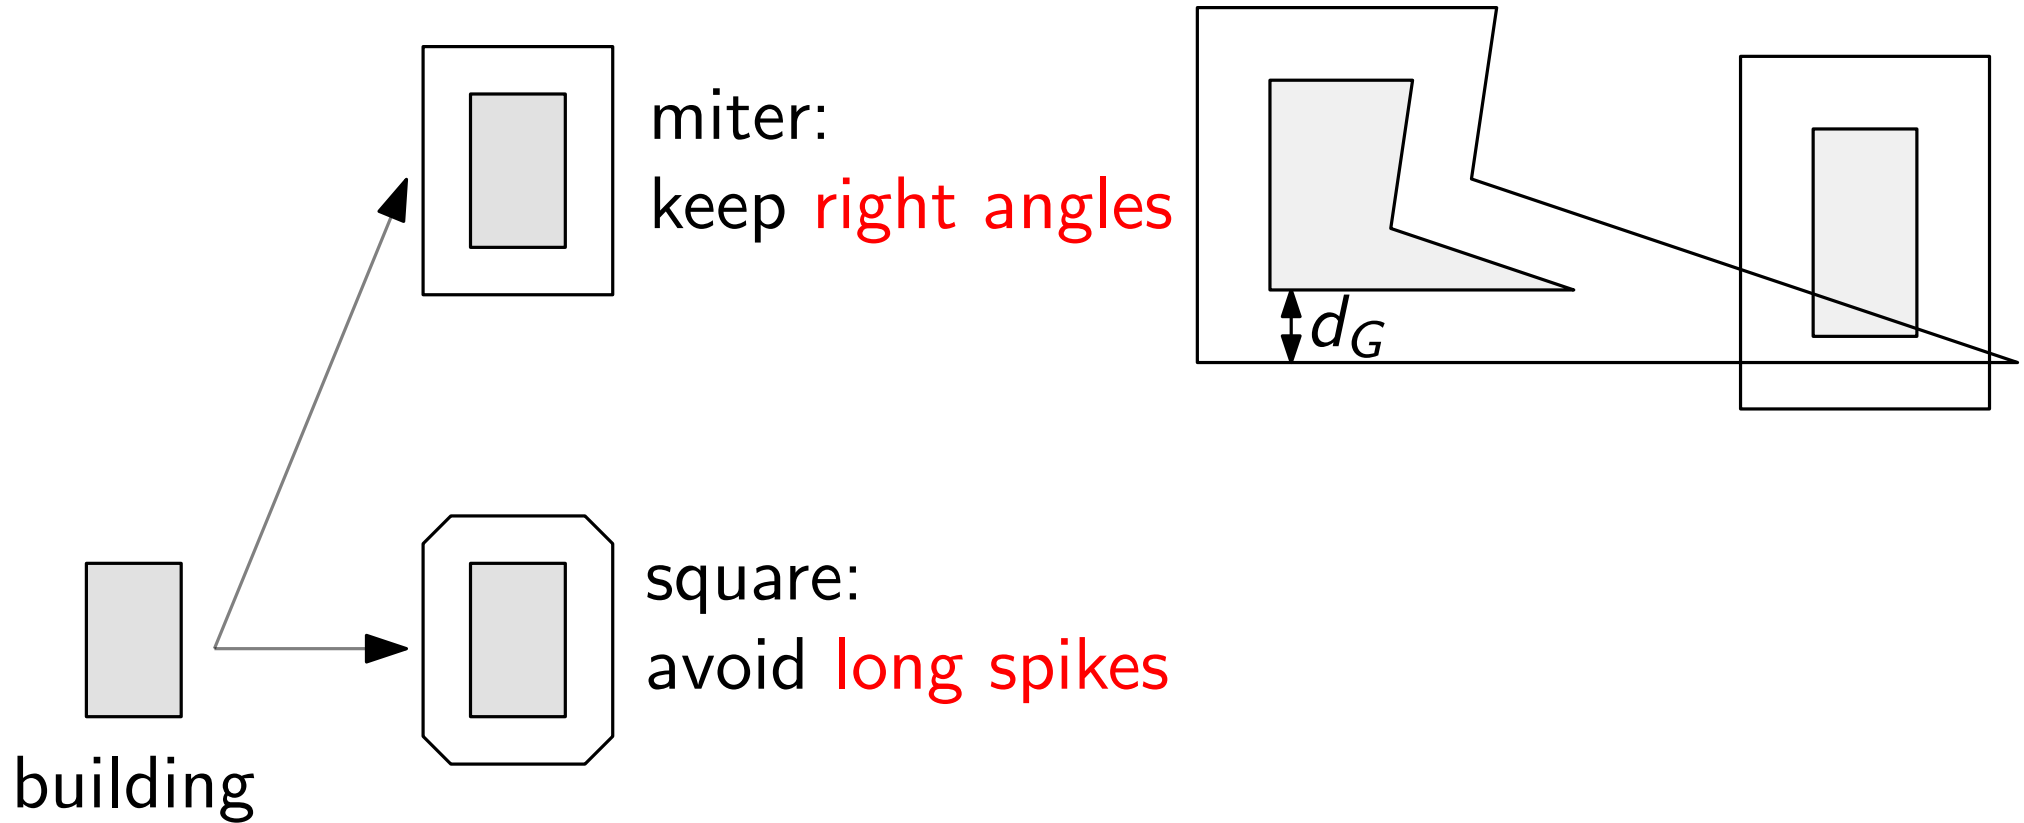 miter:
keep right angles
d_G
square:
avoid long spikes
building